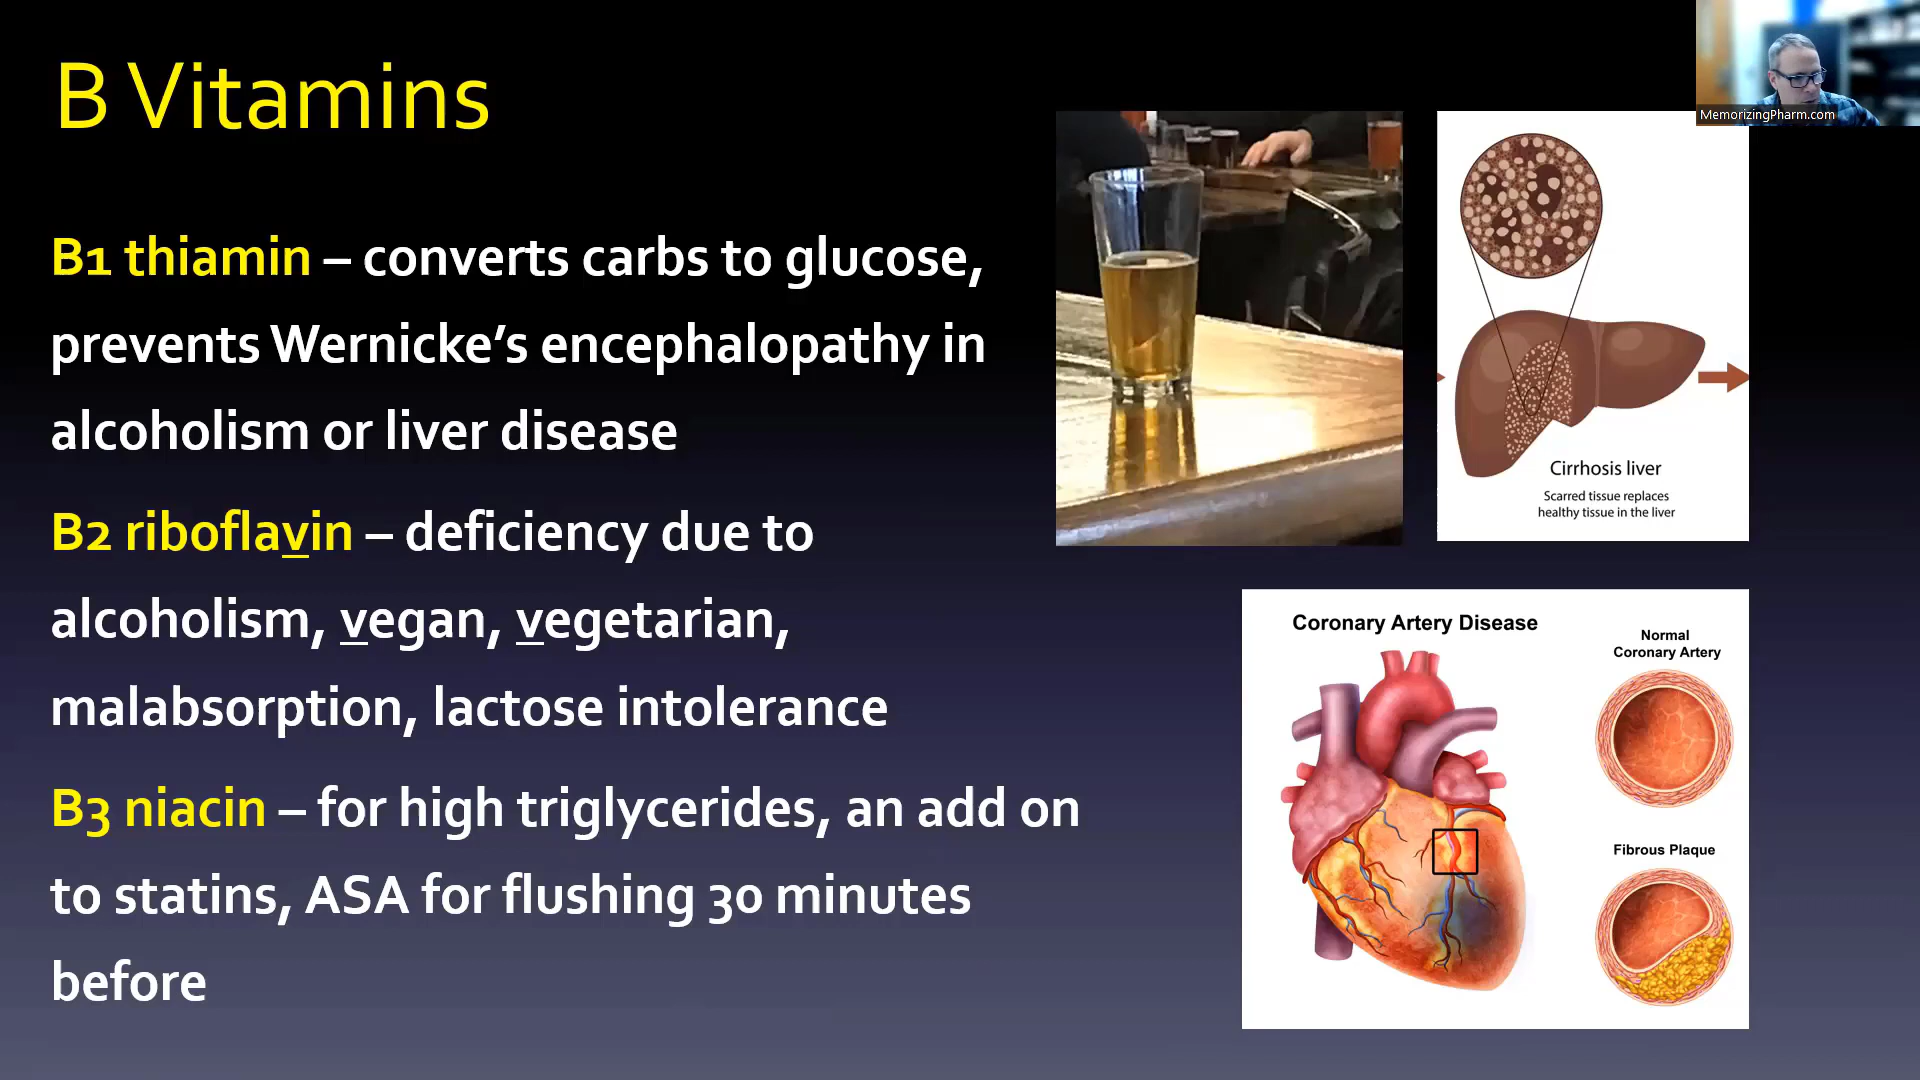 B Vitamins
MemorizingPharm.com
B1 thiamin – converts carbs to glucose,
prevents Wernicke’s encephalopathy in
alcoholism or liver disease
B2 riboflavin – deficiency due to
alcoholism, vegan, vegetarian,
malabsorption, lactose intolerance
B3 niacin – for high triglycerides, an add on
to statins, ASA for flushing 30 minutes
before
Cirrhosis liver
Scarred tissue replaces
healthy tissue in the liver
Coronary Artery Disease
Normal
Coronary Artery
Fibrous Plaque